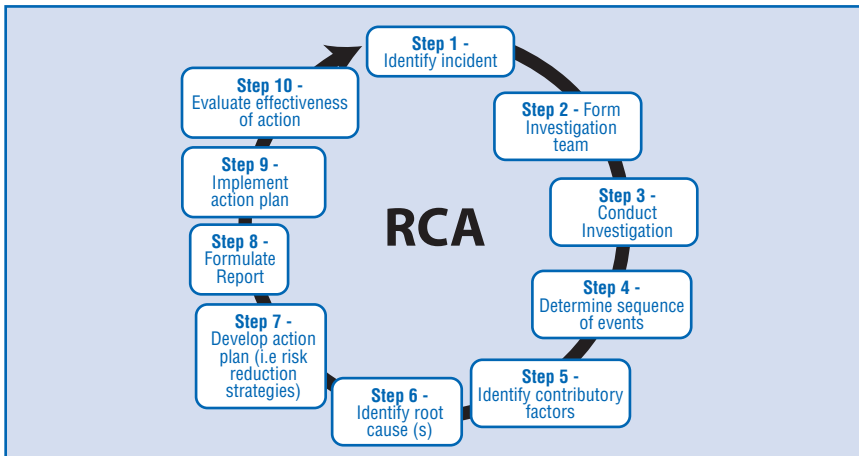 Step 1 -
Identify incident
Step 2 - Form
Investigation
team
Step 3 -
Conduct
Investigation
Step 4 -
Determine sequence
of events
Step 5 -
Identify contributory
factors
Step 6 -
Identify root
cause (s)
Step 7 -
Develop action
plan (i.e risk
reduction
strategies)
Step 8 -
Formulate
Report
Step 9 -
Implement
action plan
Step 10 -
Evaluate effectiveness
of action
RCA